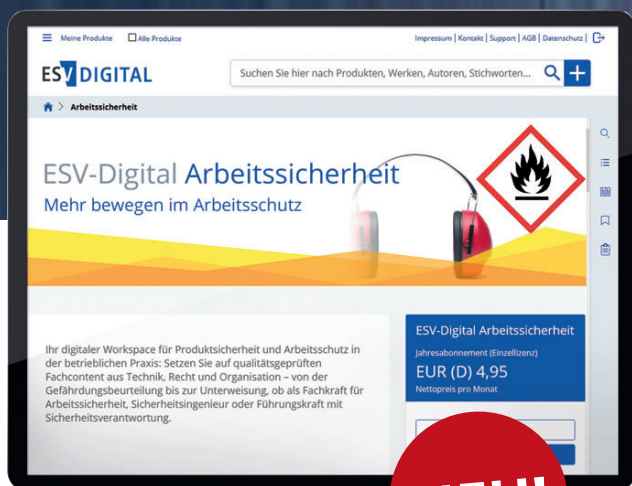 Meine Produkte Alle Produkte
Impressum | Kontakt | Support | AGB | Datenschutz |
ESV DIGITAL
Suchen Sie hier nach Produkten, Werken, Autoren, Stichworten...
> Arbeitssicherheit
ESV-Digital Arbeitssicherheit
Mehr bewegen im Arbeitsschutz
Ihr digitaler Workspace für Produktsicherheit und Arbeitsschutz in
der betrieblichen Praxis: Setzen Sie auf qualitätsgeprüften
Fachcontent aus Technik, Recht und Organisation – von der
Gefährdungsbeurteilung bis zur Unterweisung, ob als Fachkraft für
Arbeitssicherheit, Sicherheitsingenieur oder Führungskraft mit
Sicherheitsverantwortung.
ESV-Digital Arbeitssicherheit
Jahresabonnement (Einzellizenz)
EUR (D) 4,95
Nettopreis pro Monat